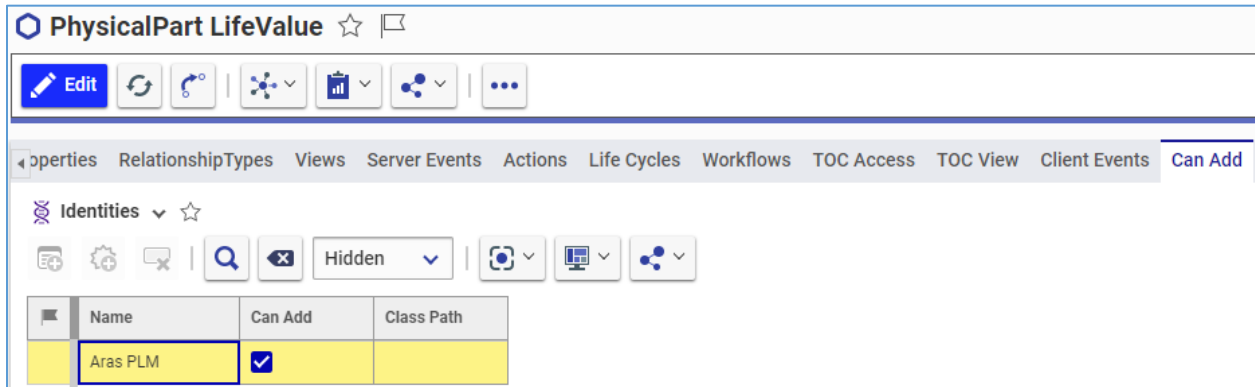 PhysicalPart LifeValue
Edit
operties RelationshipTypes Views Server Events Actions Life Cycles Workflows TOC Access TOC View Client Events Can Add
Identities
Hidden
Name Can Add Class Path
Aras PLM